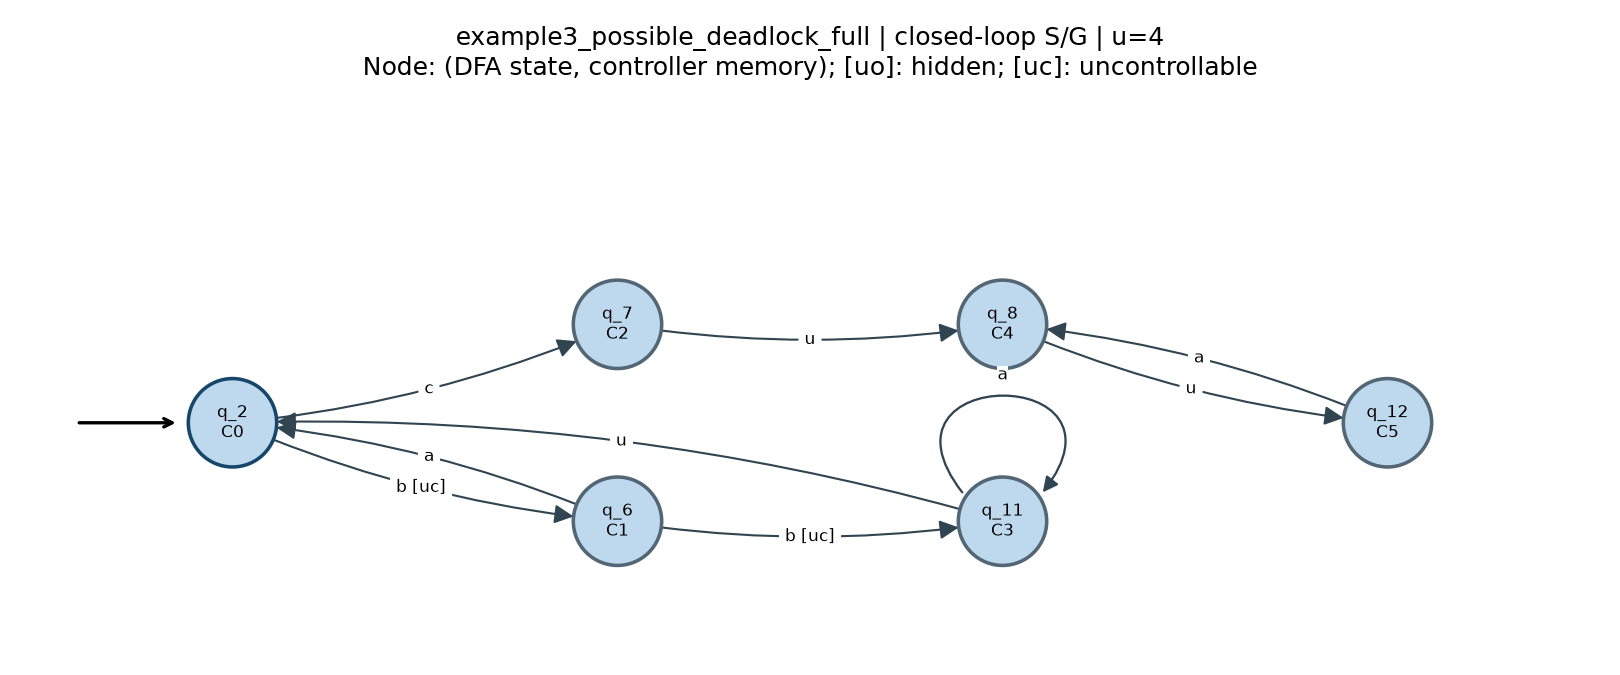 example3_possible_deadlock_full | closed-loop S/G | u=4
Node: (DFA state, controller memory); [uo]: hidden; [uc]: uncontrollable
q_7
C2
q_8
C4
u
a
a
u
c
q_2
C0
q_12
C5
u
a
b [uc]
q_6
C1
q_11
C3
b [uc]